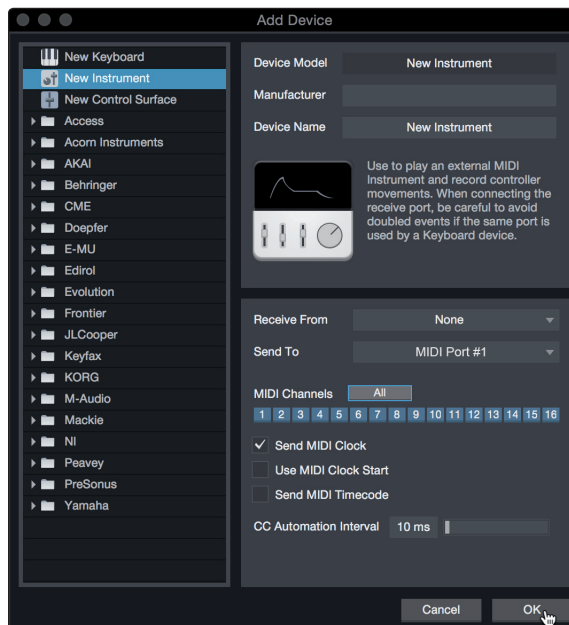 Add Device
New Keyboard
New Instrument
New Control Surface
Access
Acorn Instruments
AKAI
Behringer
CME
Doepfer
E-MU
Edirol
Evolution
Frontier
JLCooper
Keyfax
KORG
M-Audio
Mackie
NI
Peavey
PreSonus
Yamaha
Device Model New Instrument
Manufacturer
Device Name New Instrument
Use to play an external MIDI
Instrument and record controller
movements. When connecting the
receive port, be careful to avoid
doubled events if the same port is
used by a Keyboard device.
Receive From None
Send To MIDI Port #1
MIDI Channels All
1 2 3 4 5 6 7 8 9 10 11 12 13 14 15 16
Send MIDI Clock
Use MIDI Clock Start
Send MIDI Timecode
CC Automation Interval 10 ms
Cancel OK